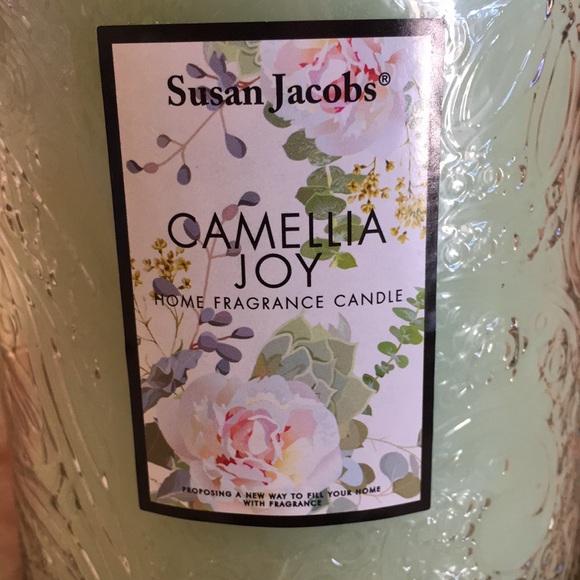 Susan Jacobs®
CAMELLIA
JOY
HOME FRAGRANCE CANDLE
PROPOSING A NEW WAY TO FILL YOUR HOME
WITH FRAGRANCE